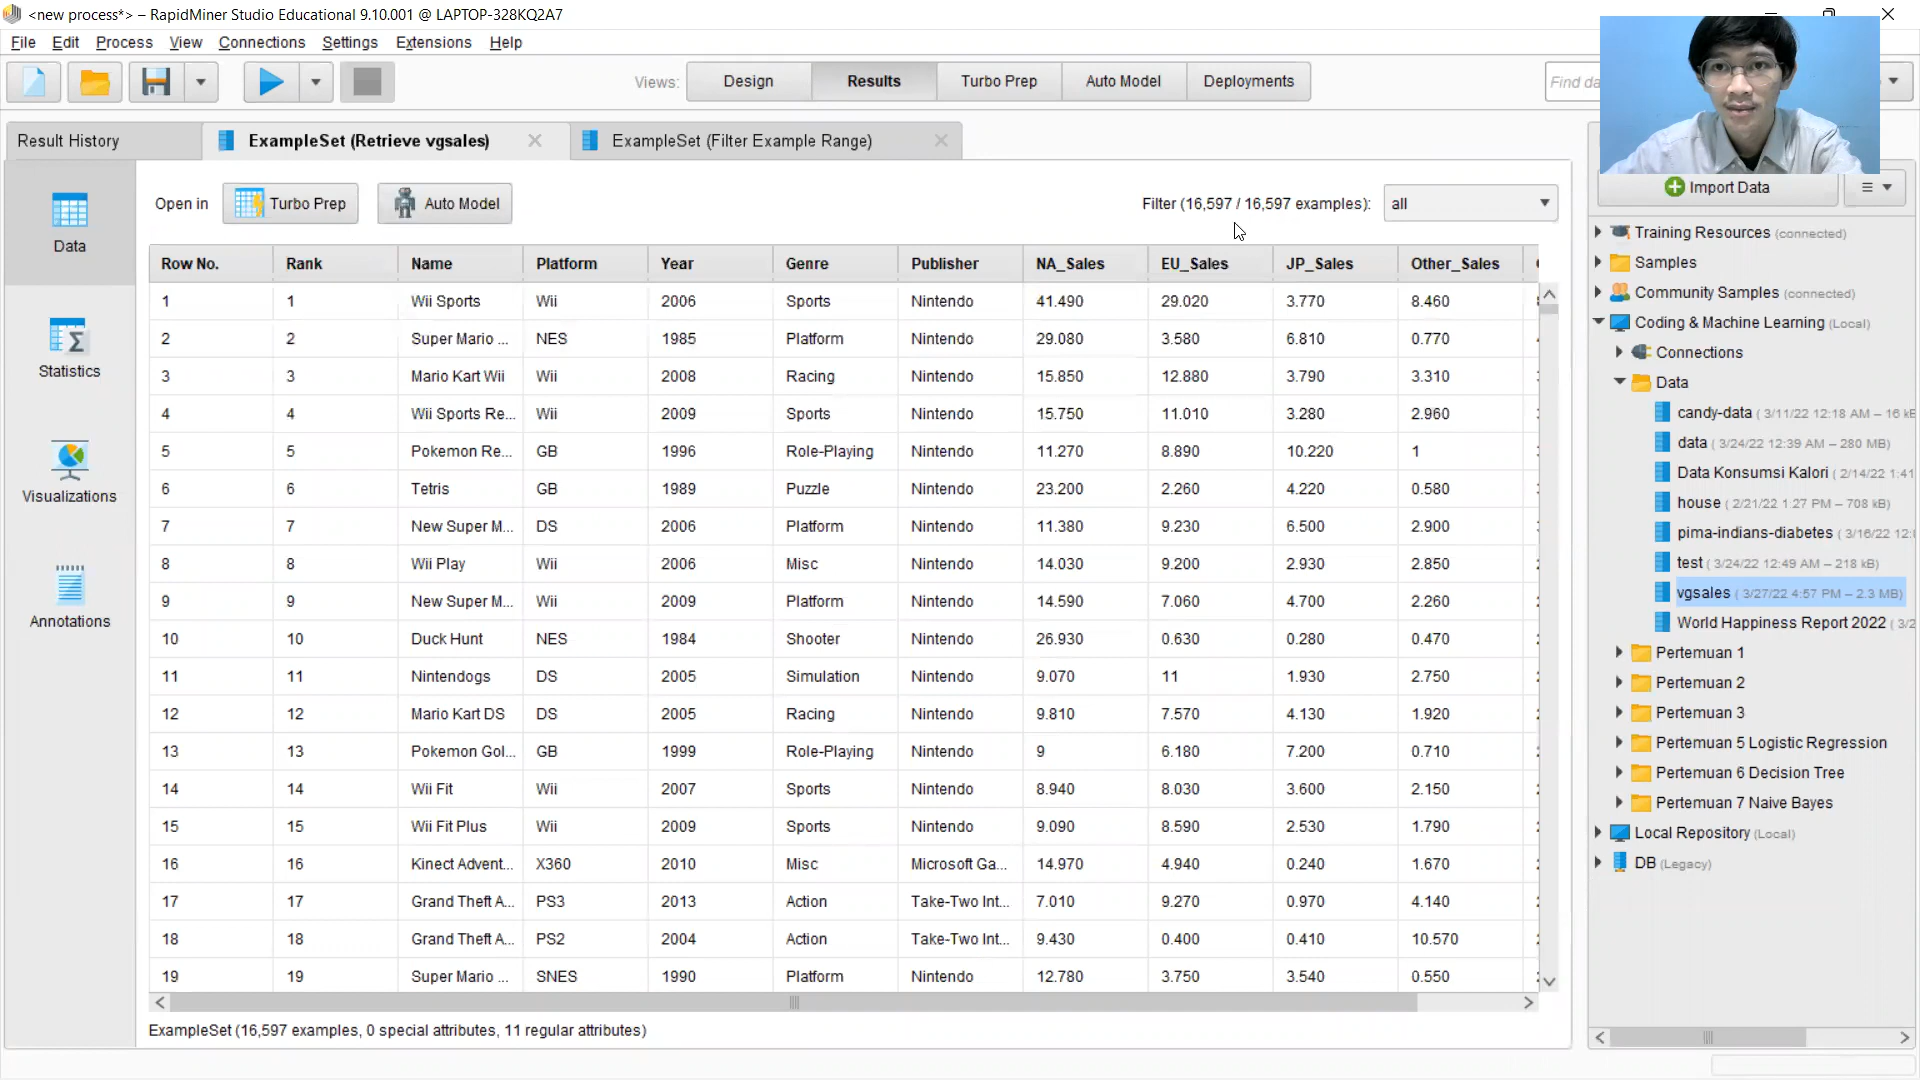 <new process*> – RapidMiner Studio Educational 9.10.001 @ LAPTOP-328KQ2A7
File Edit Process View Connections Settings Help
Views: Design Results Turbo Prep Auto Model Deployments Find da
Result History ExampleSet (Retrieve vgsales) ExampleSet (Filter Example Range)
Open in Turbo Prep Auto Model Filter (16,597 / 16,597 examples): all
Data
Statistics
Visualizations
Annotations
Row No. Rank Name Platform Year Genre Publisher NA_Sales EU_Sales JP_Sales Other_Sales
1 1 Wii Sports Wii 2006 Sports Nintendo 41.490 29.020 3.770 8.460
2 2 Super Mario ... NES 1985 Platform Nintendo 29.080 3.580 6.810 0.770
3 3 Mario Kart Wii Wii 2008 Racing Nintendo 15.850 12.880 3.790 3.310
4 4 Wii Sports Re... Wii 2009 Sports Nintendo 15.750 11.010 3.280 2.960
5 5 Pokemon Re... GB 1996 Role-Playing Nintendo 11.270 8.890 10.220 1
6 6 Tetris GB 1989 Puzzle Nintendo 23.200 2.260 4.220 0.580
7 7 New Super M... DS 2006 Platform Nintendo 11.380 9.230 6.500 2.900
8 8 Wii Play Wii 2006 Misc Nintendo 14.030 9.200 2.930 2.850
9 9 New Super M... Wii 2009 Platform Nintendo 14.590 7.060 4.700 2.260
10 10 Duck Hunt NES 1984 Shooter Nintendo 26.930 0.630 0.280 0.470
11 11 Nintendogs DS 2005 Simulation Nintendo 9.070 11 1.930 2.750
12 12 Mario Kart DS DS 2005 Racing Nintendo 9.810 7.570 4.130 1.920
13 13 Pokemon Gol... GB 1999 Role-Playing Nintendo 9 6.180 7.200 0.710
14 14 Wii Fit Wii 2007 Sports Nintendo 8.940 8.030 3.600 2.150
15 15 Wii Fit Plus Wii 2009 Sports Nintendo 9.090 8.590 2.530 1.790
16 16 Kinect Advent... X360 2010 Misc Microsoft Ga... 14.970 4.940 0.240 1.670
17 17 Grand Theft A... PS3 2013 Action Take-Two Int... 7.010 9.270 0.970 4.140
18 18 Grand Theft A... PS2 2004 Action Take-Two Int... 9.430 0.400 0.410 10.570
19 19 Super Mario ... SNES 1990 Platform Nintendo 12.780 3.750 3.540 0.550
ExampleSet (16,597 examples, 0 special attributes, 11 regular attributes)
Import Data
Training Resources (connected)
Samples
Community Samples (connected)
Coding & Machine Learning (Local)
Connections
Data
candy-data ( 3/11/22 12:18 AM – 16 kB
data ( 3/24/22 12:39 AM – 280 MB)
Data Konsumsi Kalori ( 2/14/22 1:41
house ( 2/21/22 1:27 PM – 708 kB)
pima-indians-diabetes ( 3/16/22 12:
test ( 3/24/22 12:49 AM – 218 kB)
vgsales ( 3/27/22 4:57 PM – 2.3 MB)
World Happiness Report 2022 ( 3/2
Pertemuan 1
Pertemuan 2
Pertemuan 3
Pertemuan 5 Logistic Regression
Pertemuan 6 Decision Tree
Pertemuan 7 Naive Bayes
Local Repository (Local)
DB (Legacy)